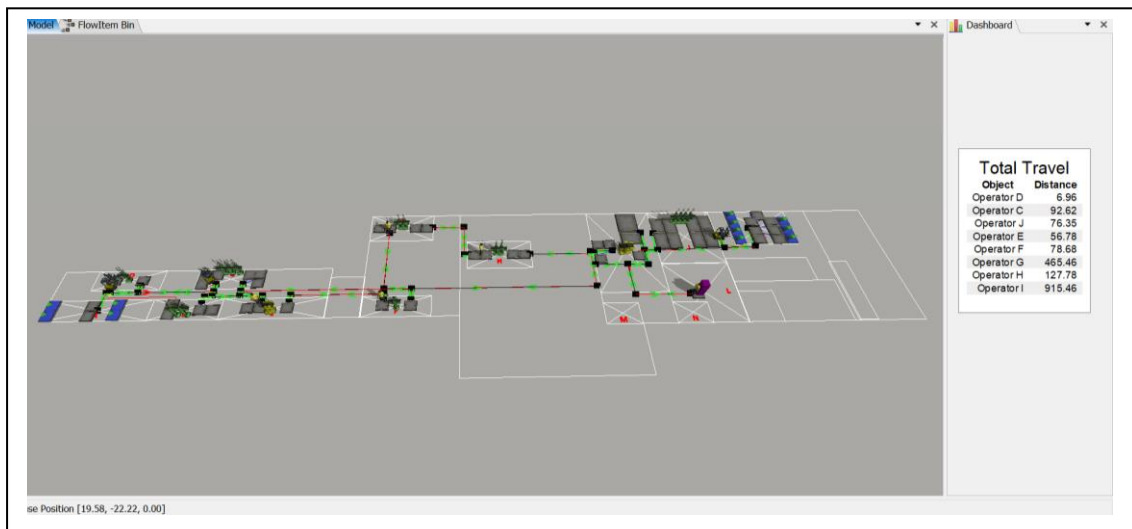 Model FlowItem Bin
Dashboard
Total Travel
Object Distance
Operator D 6.96
Operator C 92.62
Operator J 76.35
Operator E 56.78
Operator F 78.68
Operator G 465.46
Operator H 127.78
Operator I 915.46
H
L
M
N
se Position [19.58, -22.22, 0.00]